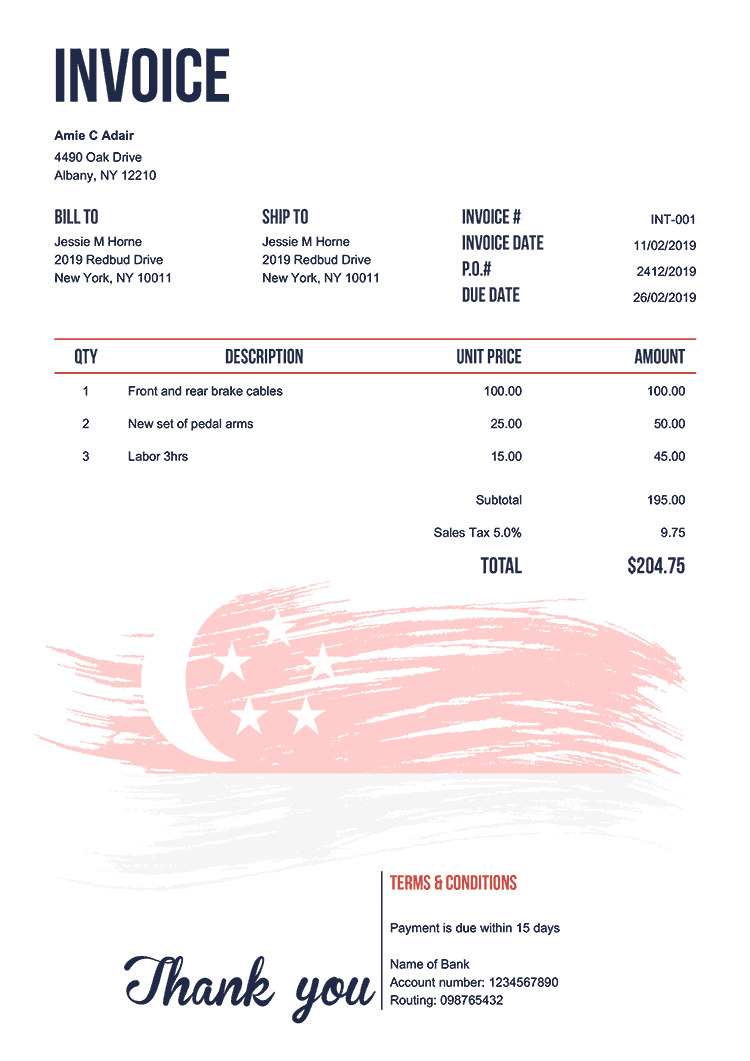 INVOICE
Amie C Adair
4490 Oak Drive
Albany, NY 12210
BILL TO
Jessie M Horne
2019 Redbud Drive
New York, NY 10011
SHIP TO
Jessie M Horne
2019 Redbud Drive
New York, NY 10011
INVOICE # INT-001
INVOICE DATE 11/02/2019
P.O.# 2412/2019
DUE DATE 26/02/2019
QTY DESCRIPTION UNIT PRICE AMOUNT
1 Front and rear brake cables 100.00 100.00
2 New set of pedal arms 25.00 50.00
3 Labor 3hrs 15.00 45.00
Subtotal 195.00
Sales Tax 5.0% 9.75
TOTAL $204.75
Thank you
TERMS & CONDITIONS
Payment is due within 15 days
Name of Bank
Account number: 1234567890
Routing: 098765432